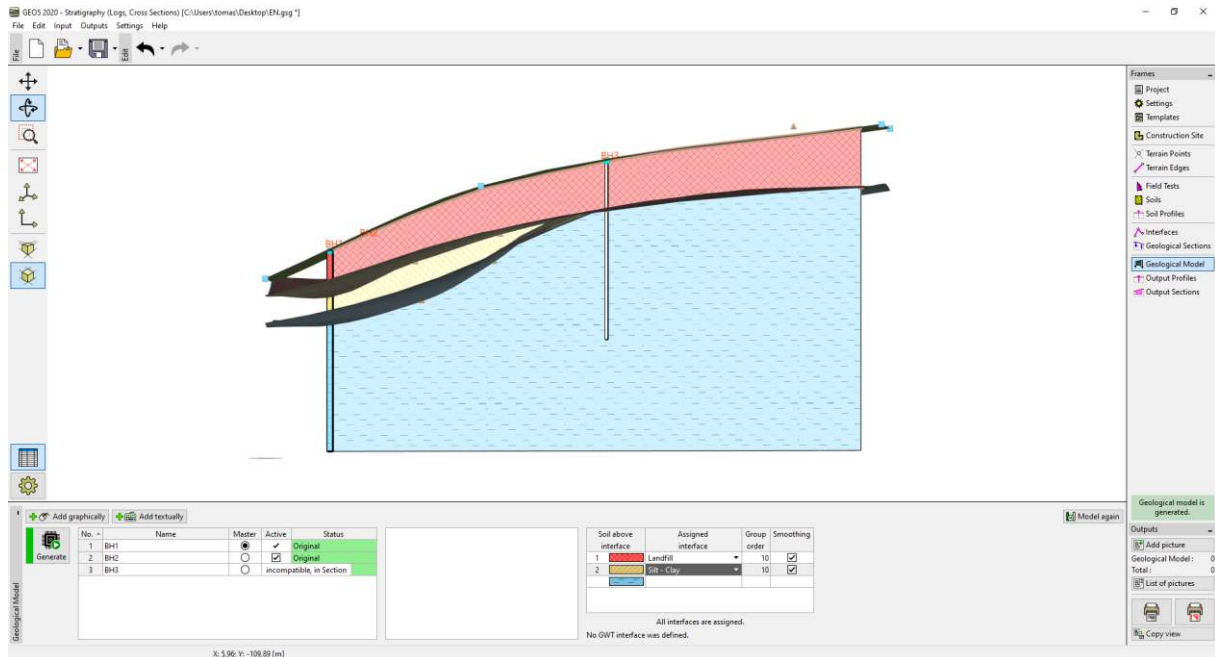 GEO5 2020 - Stratigraphy (Logs, Cross Sections) [C:\Users\tomas\Desktop\EN.gsg *]
File Edit Input Outputs Settings Help
File
Edit
BH3
BH1
BH2
Frames
Project
Settings
Templates
Construction Site
Terrain Points
Terrain Edges
Field Tests
Soils
Soil Profiles
Interfaces
Geological Sections
Geological Model
Output Profiles
Output Sections
Geological model is
generated.
Outputs
Add picture
Geological Model : 0
Total : 0
List of pictures
Copy view
Geological Model
Add graphically Add textually
Model again
Generate
No. Name Master Active Status
1 BH1 Original
2 BH2 Original
3 BH3 incompatible, in Section
Soil above interface Assigned interface Group order Smoothing
1 Landfill 10
2 Silt - Clay 10
All interfaces are assigned.
No GWT interface was defined.
X: 5,96; Y: -109,89 [m]